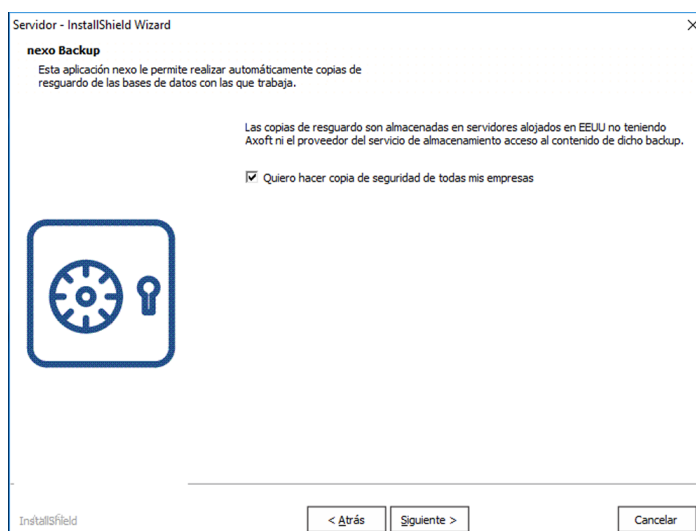 Servidor - InstallShield Wizard
nexo Backup
Esta aplicación nexo le permite realizar automáticamente copias de
resguardo de las bases de datos con las que trabaja.
Las copias de resguardo son almacenadas en servidores alojados en EEUU no teniendo
Axoft ni el proveedor del servicio de almacenamiento acceso al contenido de dicho backup.
Quiero hacer copia de seguridad de todas mis empresas
InstallShield
< Atrás
Siguiente >
Cancelar